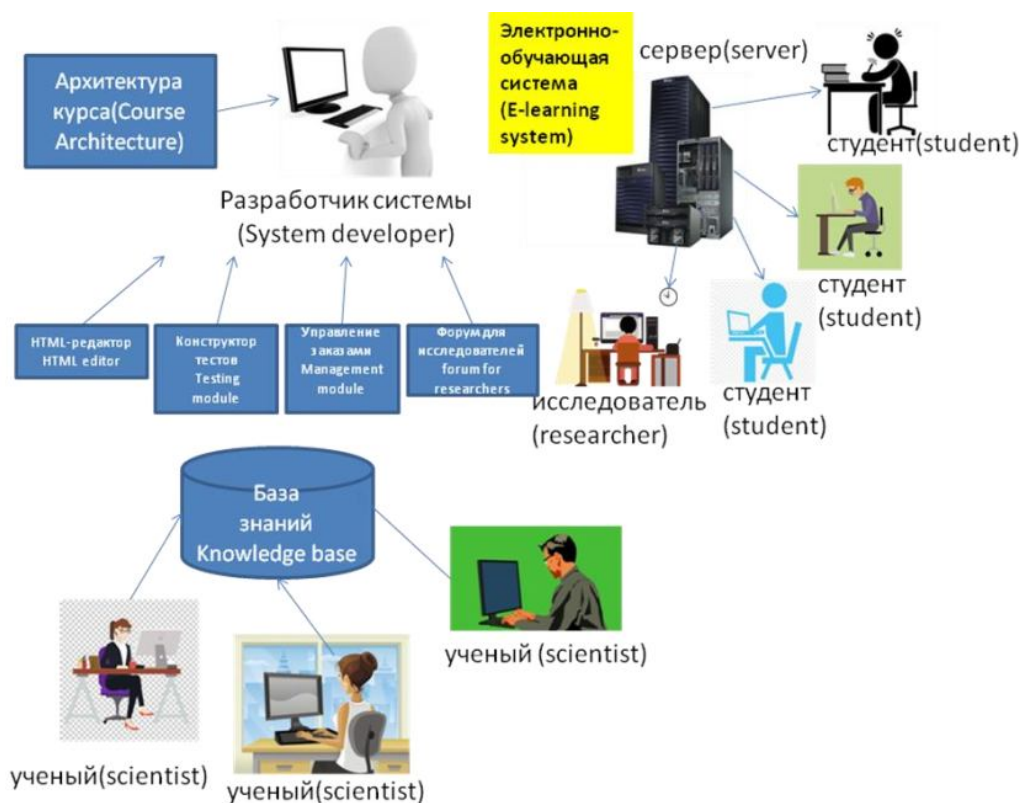 Архитектура
курса(Course
Architecture)
Разработчик системы
(System developer)
Электронно-
обучающая
система
(E-learning
system)
сервер(server)
студент(student)
студент
(student)
студент
(student)
исследователь
(researcher)
HTML-редактор
HTML editor
Конструктор
тестов
Testing
module
Управление
заказами
Management
module
Форум для
исследователей
forum for
researchers
База
знаний
Knowledge base
ученый (scientist)
ученый(scientist)
ученый(scientist)